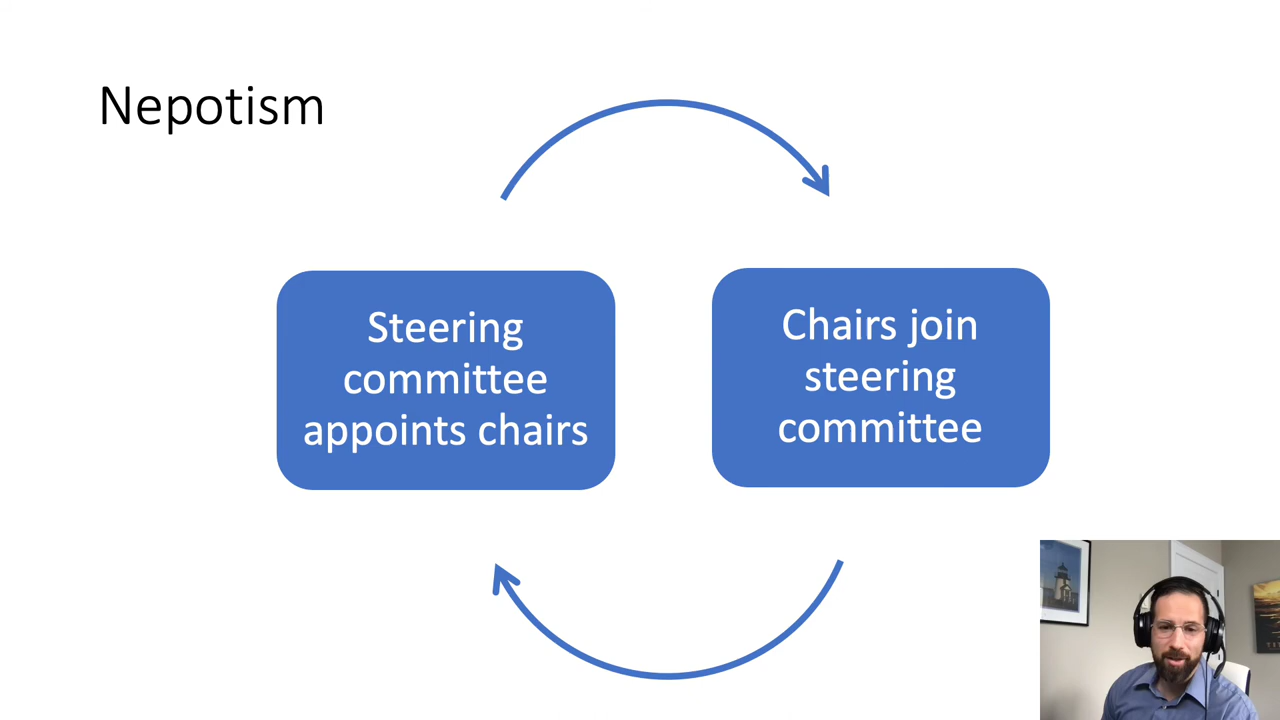 Nepotism
Steering
committee
appoints chairs
Chairs join
steering
committee